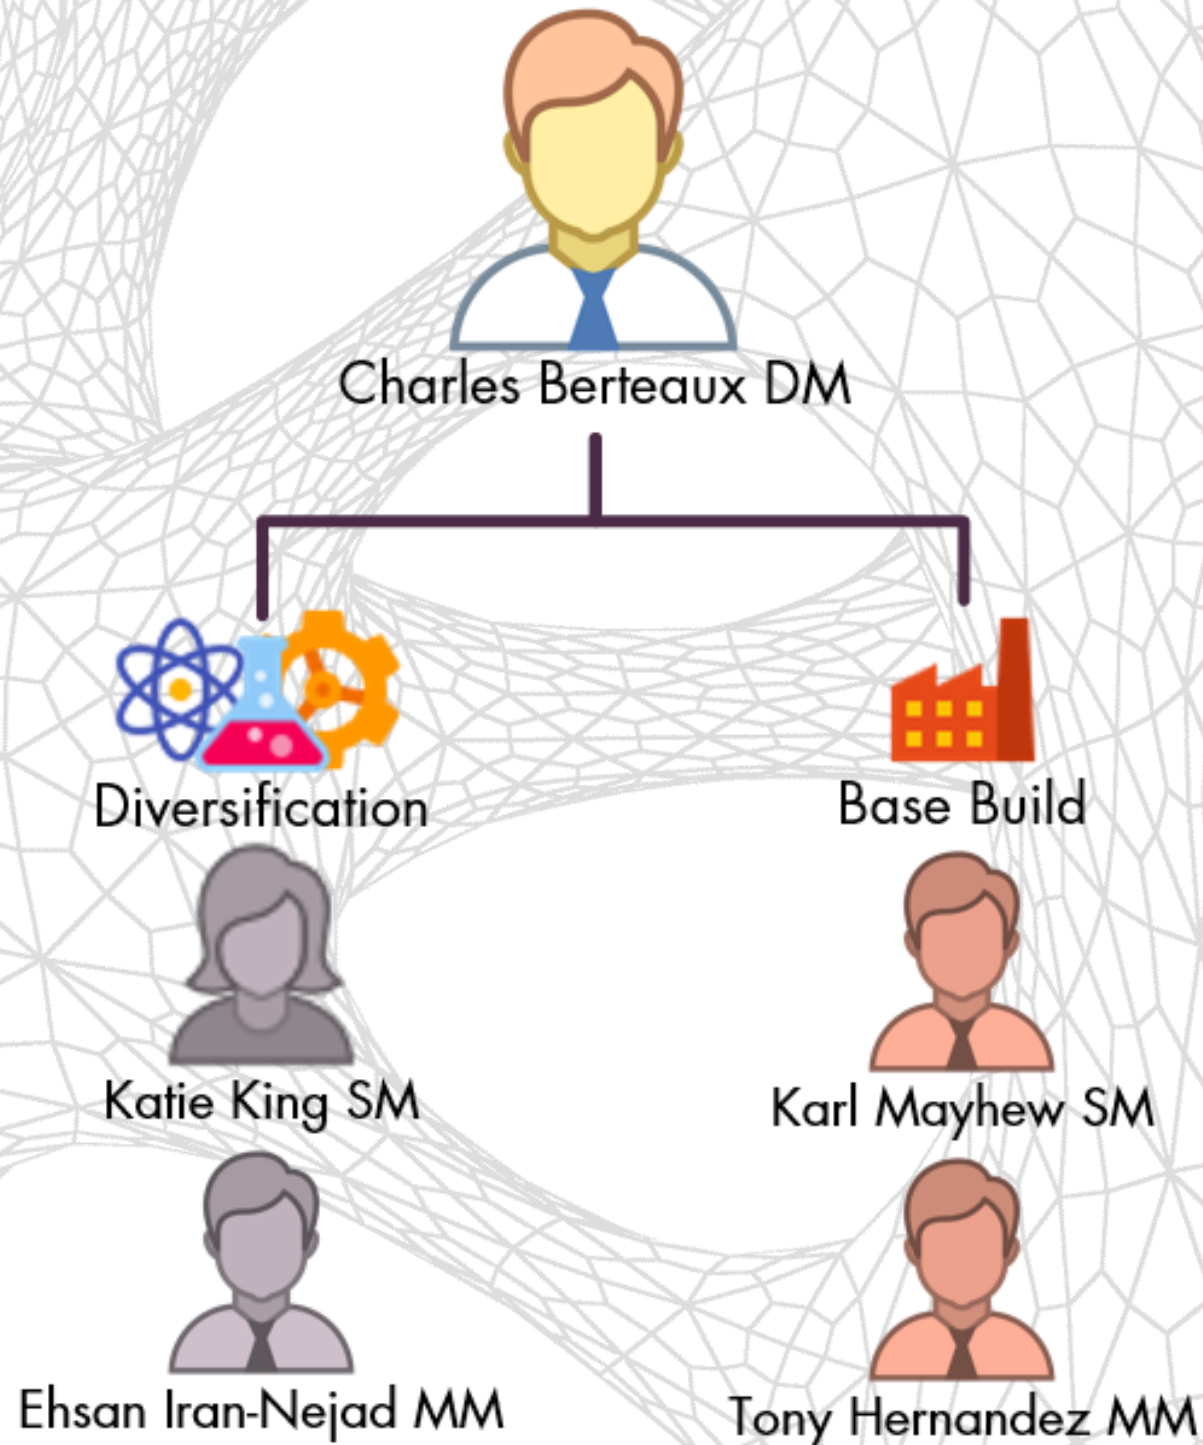 Charles Berteaux DM
Diversification
Base Build
Katie King SM
Karl Mayhew SM
Ehsan Iran-Nejad MM
Tony Hernandez MM